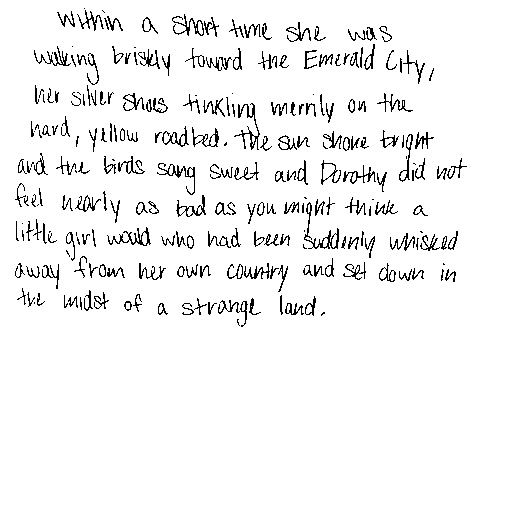 Within a short time she was
walking briskly toward the Emerald City,
her silver shoes tinkling merrily on the
hard, yellow roadbed. The sun shone bright
and the birds sang sweet and Dorothy did not
feel nearly as bad as you might think a
little girl would who had been suddenly whisked
away from her own country and set down in
the midst of a strange land.